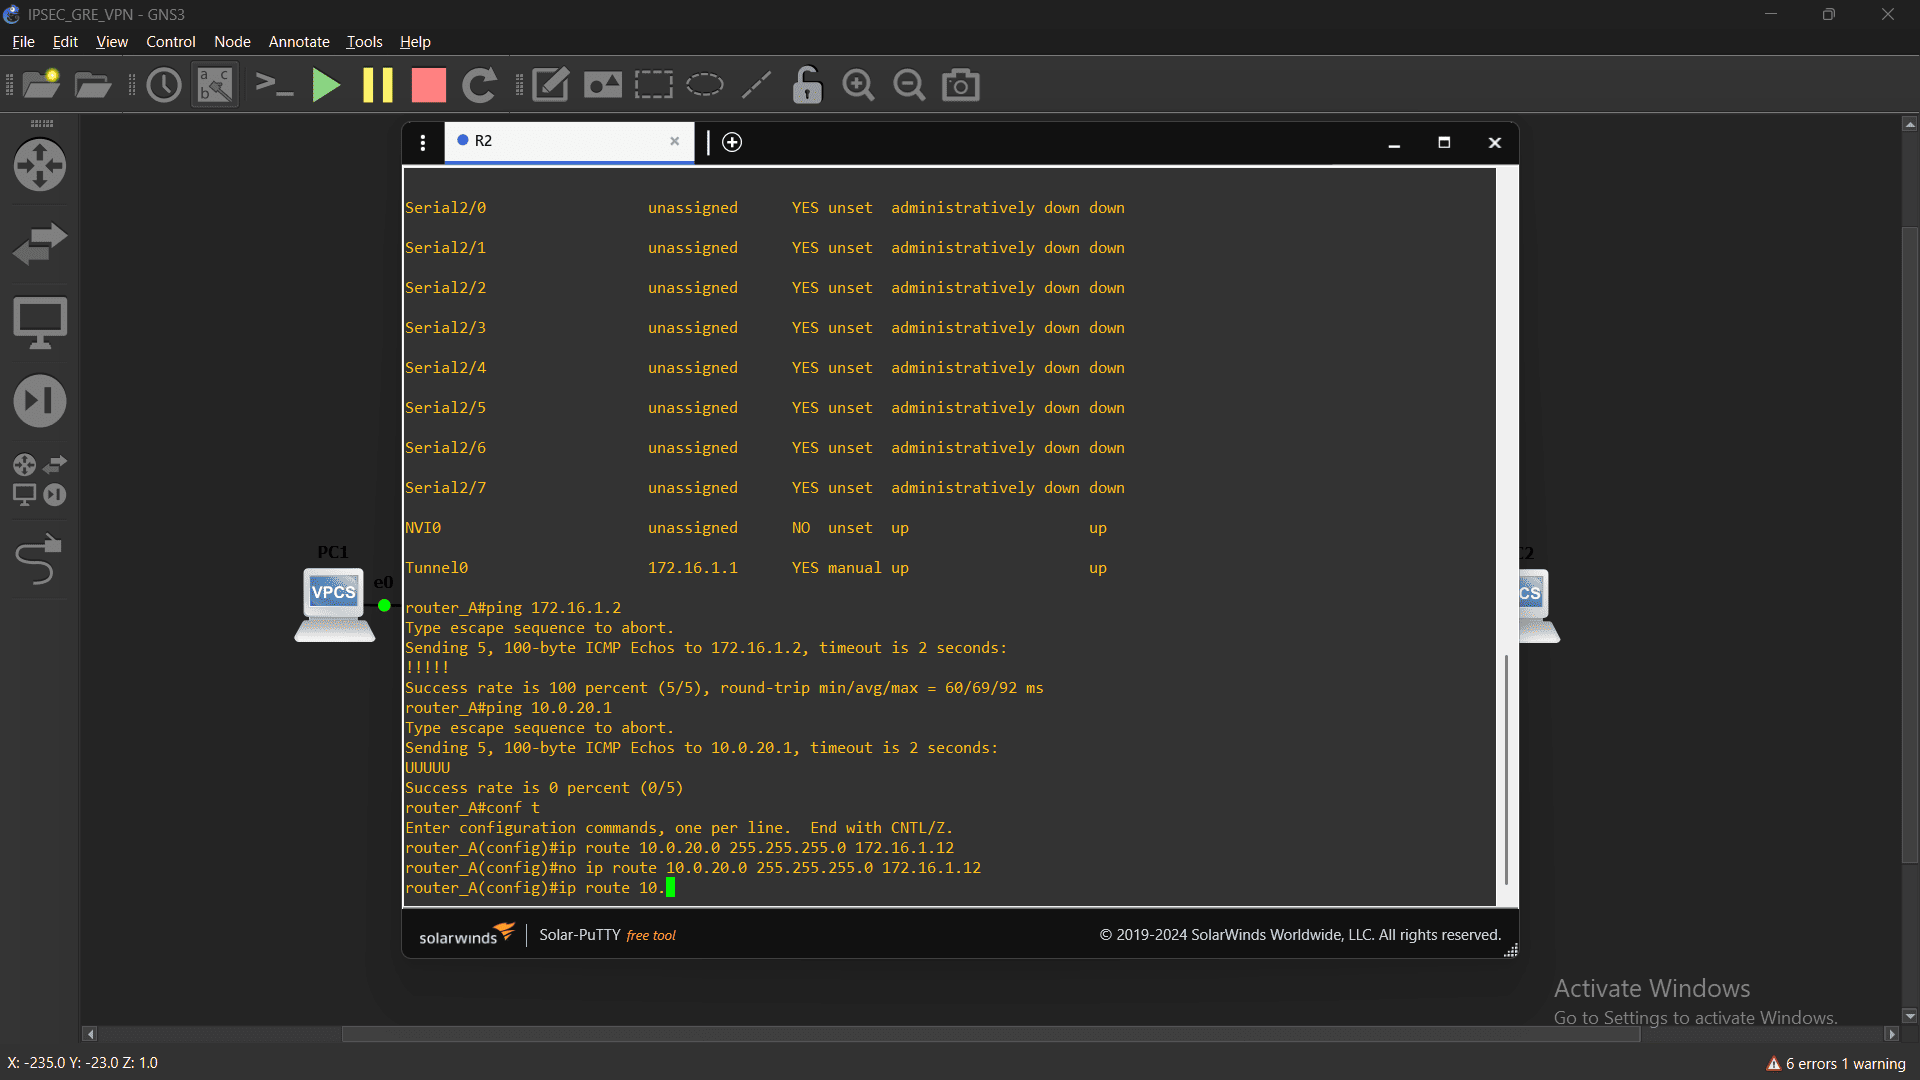 IPSEC_GRE_VPN - GNS3
File Edit View Control Node Annotate Tools Help
a c
b
>_
R2
Serial2/0 unassigned YES unset administratively down down
Serial2/1 unassigned YES unset administratively down down
Serial2/2 unassigned YES unset administratively down down
Serial2/3 unassigned YES unset administratively down down
Serial2/4 unassigned YES unset administratively down down
Serial2/5 unassigned YES unset administratively down down
Serial2/6 unassigned YES unset administratively down down
Serial2/7 unassigned YES unset administratively down down
NVI0 unassigned NO unset up up
Tunnel0 172.16.1.1 YES manual up up
router_A#ping 172.16.1.2
Type escape sequence to abort.
Sending 5, 100-byte ICMP Echos to 172.16.1.2, timeout is 2 seconds:
!!!!!
Success rate is 100 percent (5/5), round-trip min/avg/max = 60/69/92 ms
router_A#ping 10.0.20.1
Type escape sequence to abort.
Sending 5, 100-byte ICMP Echos to 10.0.20.1, timeout is 2 seconds:
UUUUU
Success rate is 0 percent (0/5)
router_A#conf t
Enter configuration commands, one per line. End with CNTL/Z.
router_A(config)#ip route 10.0.20.0 255.255.255.0 172.16.1.12
router_A(config)#no ip route 10.0.20.0 255.255.255.0 172.16.1.12
router_A(config)#ip route 10.
PC1
VPCS
e0
C2
CS
solarwinds Solar-PuTTY free tool
© 2019-2024 SolarWinds Worldwide, LLC. All rights reserved.
Activate Windows
Go to Settings to activate Windows.
X: -235.0 Y: -23.0 Z: 1.0
6 errors 1 warning